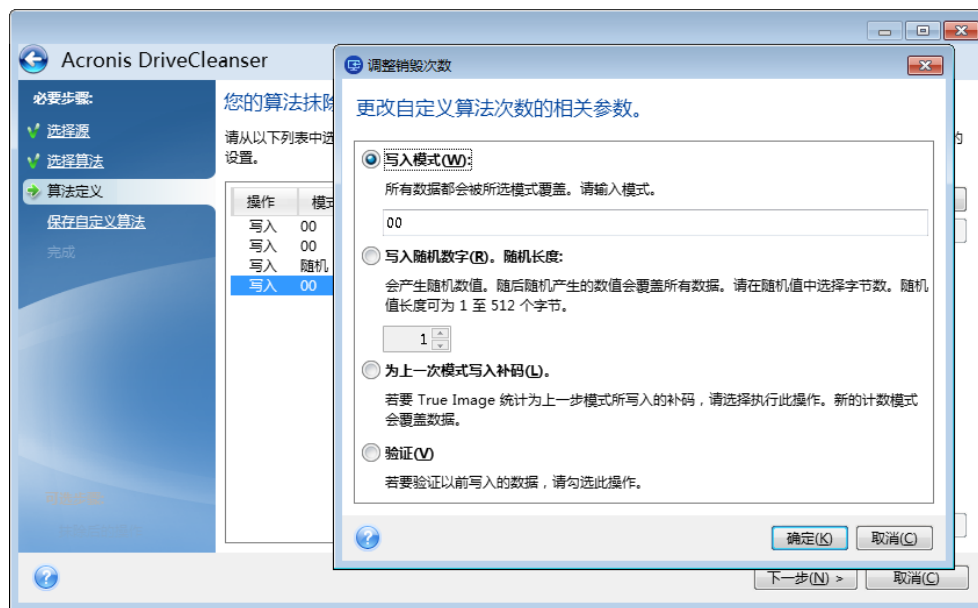 Acronis DriveCleanser
必要步骤:
选择源
选择算法
算法定义
保存自定义算法
完成
您的算法抹除
请从以下列表中选
设置。
操作 模式
写入 00
写入 00
写入 随机
写入 00
调整销毁次数
更改自定义算法次数的相关参数。
写入模式(W):
所有数据都会被所选模式覆盖。请输入模式。
00
写入随机数字(R)。随机长度:
会产生随机数值。随后随机产生的数值会覆盖所有数据。请在随机值中选择字节数。随机
值长度可为 1 至 512 个字节。
1
为上一次模式写入补码(L)。
若要 True Image 统计为上一步模式所写入的补码，请选择执行此操作。新的计数模式
会覆盖数据。
验证(V)
若要验证以前写入的数据，请勾选此操作。
确定(K)
取消(C)
的
下一步(N) >
取消(C)